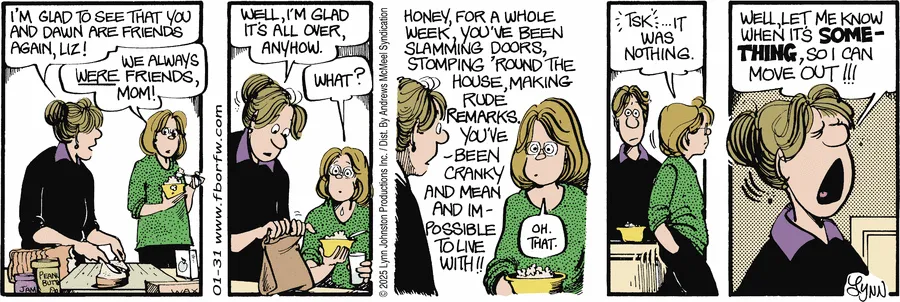 I'M GLAD TO SEE THAT YOU
AND DAWN ARE FRIENDS
AGAIN, LIZ!
WE ALWAYS
WERE FRIENDS,
MOM!
JAM
PEANU
BUTT
WAX
01-31 www.fborfw.com
WELL, I'M GLAD
IT'S ALL OVER,
ANYHOW.
WHAT?
©2025 Lynn Johnston Productions Inc. / Dist. By Andrews McMeel Syndication
HONEY, FOR A WHOLE
WEEK, YOU'VE BEEN
SLAMMING DOORS,
STOMPING 'ROUND THE
HOUSE, MAKING
RUDE
REMARKS.
YOU'VE
-BEEN
CRANKY
AND MEAN
AND IM-
POSSIBLE
TO LIVE
WITH!!
OH.
THAT.
TSK...IT
WAS
NOTHING.
WELL, LET ME KNOW
WHEN IT'S SOME-
THING, SO I CAN
MOVE OUT!!!
LYNN